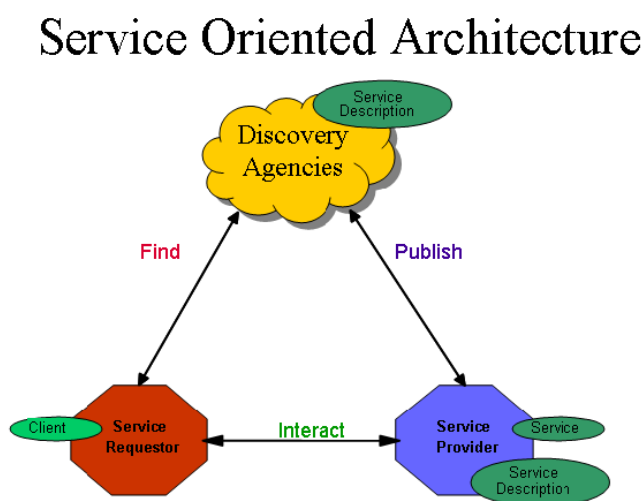 Service Oriented Architecture
Service
Description
Discovery
Agencies
Find
Publish
Client
Service
Requestor
Interact
Service
Provider
Service
Service
Description